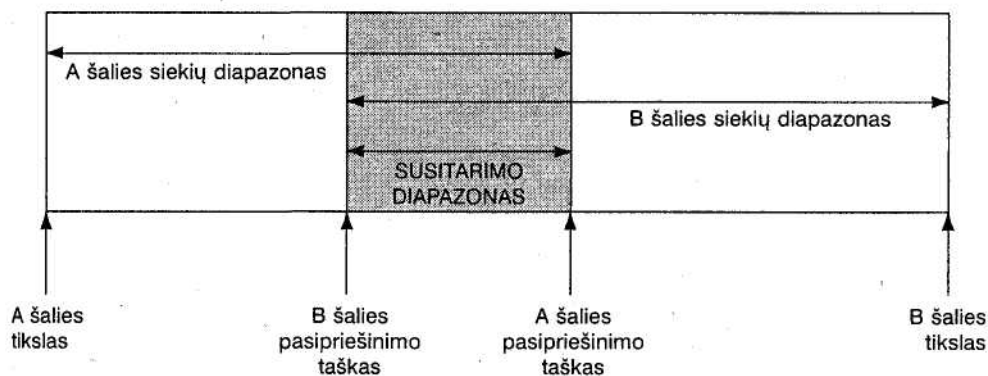 A šalies siekių diapazonas
B šalies siekių diapazonas
SUSITARIMO
DIAPAZONAS
A šalies
tikslas
B šalies
pasipriešinimo
taškas
A šalies
pasipriešinimo
taškas
B šalies
tikslas